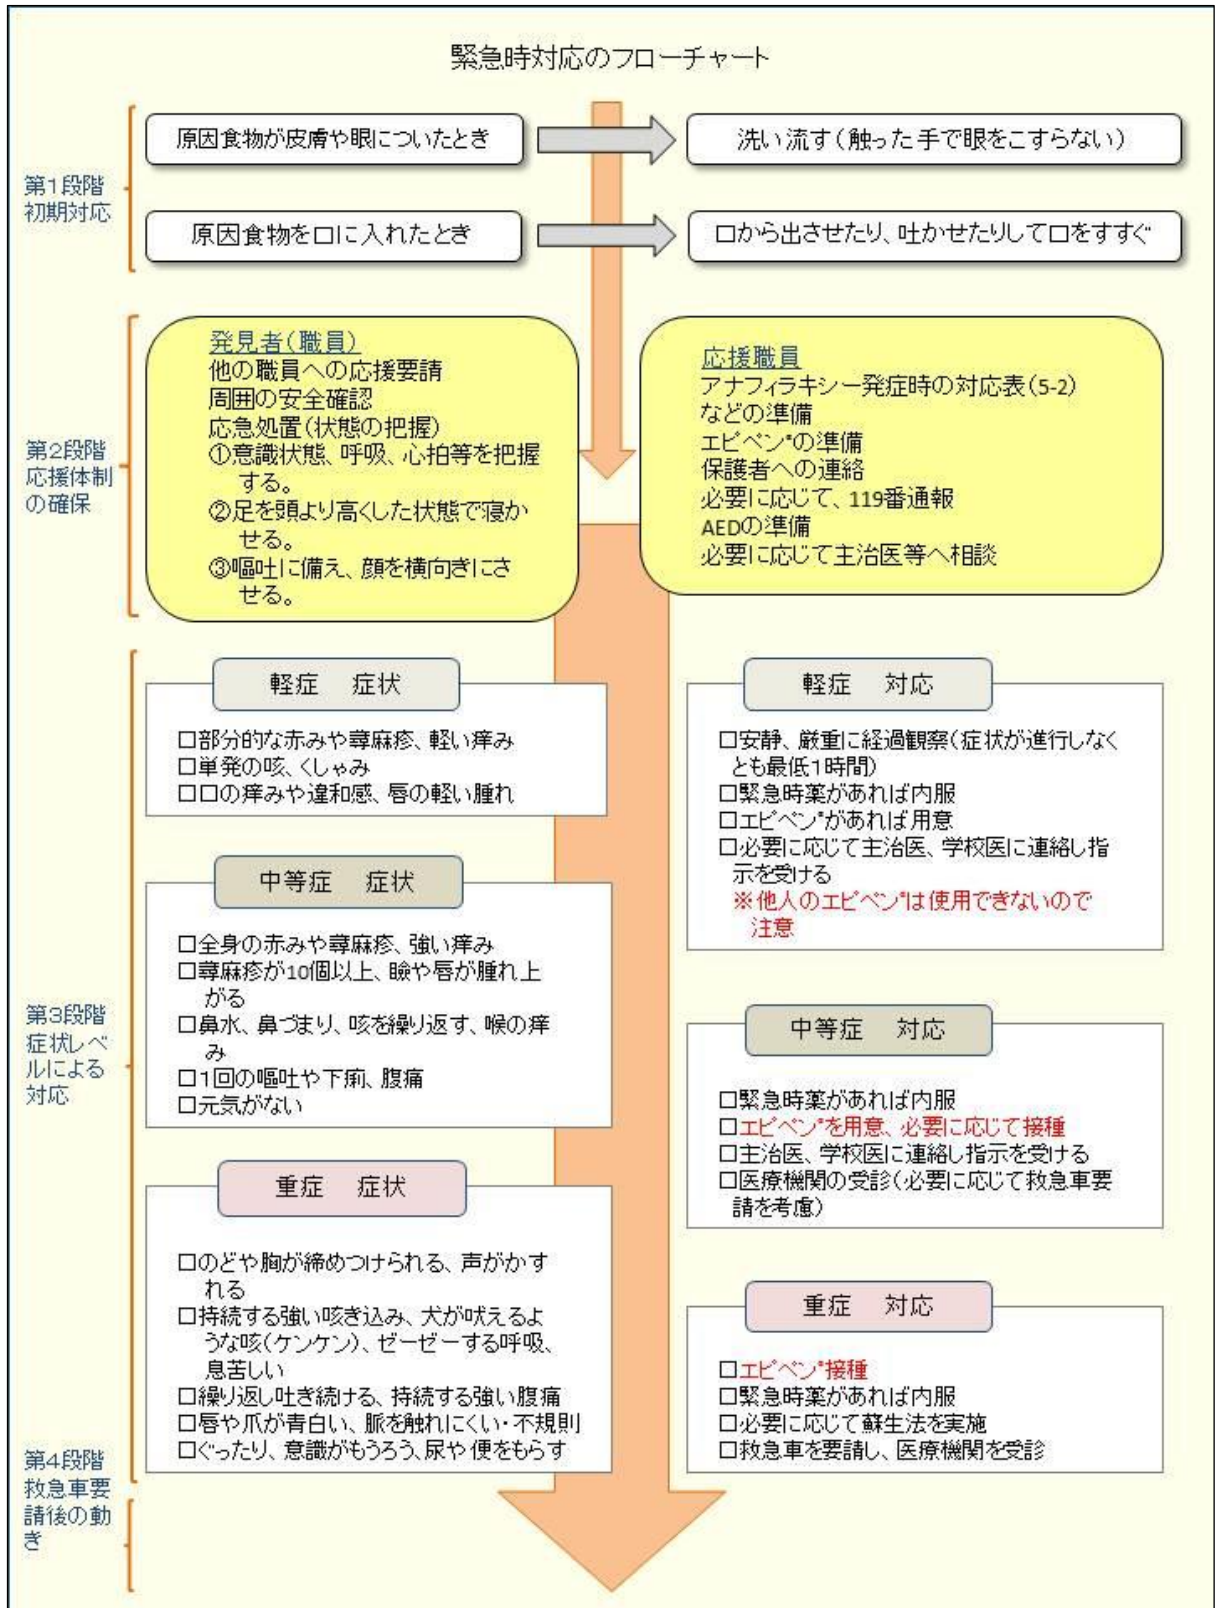 緊急時対応のフローチャート
第1段階
初期対応
原因食物が皮膚や眼についたとき
洗い流す(触った手で眼をこすらない)
原因食物を口に入れたとき
口から出させたり、吐かせたりして口をすすぐ
第2段階
応援体制
の確保
発見者(職員)
他の職員への応援要請
周囲の安全確認
応急処置(状態の把握)
①意識状態、呼吸、心拍等を把握
する。
②足を頭より高くした状態で寝か
せる。
③嘔吐に備え、顔を横向きにさ
せる。
応援職員
アナフィラキシー発症時の対応表(5-2)
などの準備
エピペン®の準備
保護者への連絡
必要に応じて、119番通報
AEDの準備
必要に応じて主治医等へ相談
第3段階
症状レベ
ルによる
対応
軽症 症状
□部分的な赤みや蕁麻疹、軽い痒み
□単発の咳、くしゃみ
□口の痒みや違和感、唇の軽い腫れ
軽症 対応
□安静、厳重に経過観察(症状が進行しなく
とも最低1時間)
□緊急時薬があれば内服
□エピペン®があれば用意
□必要に応じて主治医、学校医に連絡し指
示を受ける
※他人のエピペン®は使用できないので
注意
中等症 症状
□全身の赤みや蕁麻疹、強い痒み
□蕁麻疹が10個以上、瞼や唇が腫れ上
がる
□鼻水、鼻づまり、咳を繰り返す、喉の痒
み
□1回の嘔吐や下痢、腹痛
□元気がない
中等症 対応
□緊急時薬があれば内服
□エピペン®を用意、必要に応じて接種
□主治医、学校医に連絡し指示を受ける
□医療機関の受診(必要に応じて救急車要
請を考慮)
重症 症状
□のどや胸が締めつけられる、声がかす
れる
□持続する強い咳き込み、犬が吠えるよ
うな咳(ケンケン)、ゼーゼーする呼吸、
息苦しい
□繰り返し吐き続ける、持続する強い腹痛
□唇や爪が青白い、脈を触れにくい・不規則
□ぐったり、意識がもうろう、尿や便をもらす
重症 対応
□エピペン®接種
□緊急時薬があれば内服
□必要に応じて蘇生法を実施
□救急車を要請し、医療機関を受診
第4段階
救急車要
請後の動
き